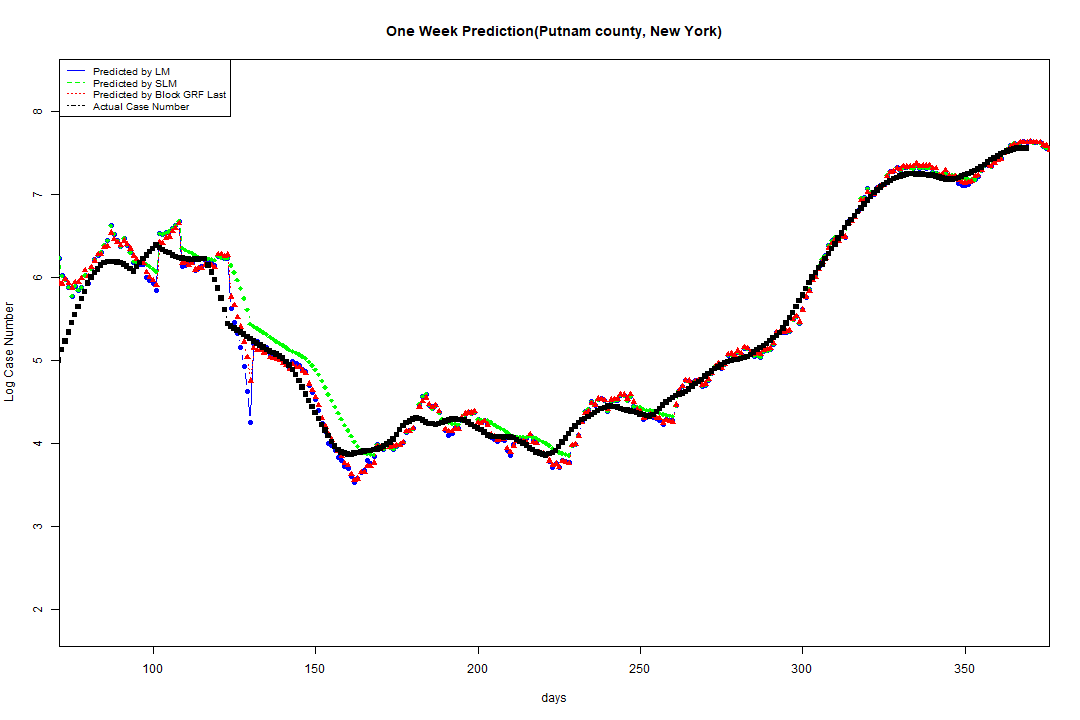 One Week Prediction(Putnam county, New York)
Predicted by LM
Predicted by SLM
Predicted by Block GRF Last
Actual Case Number
8
7
6
5
4
3
2
Log Case Number
100 150 200 250 300 350
days